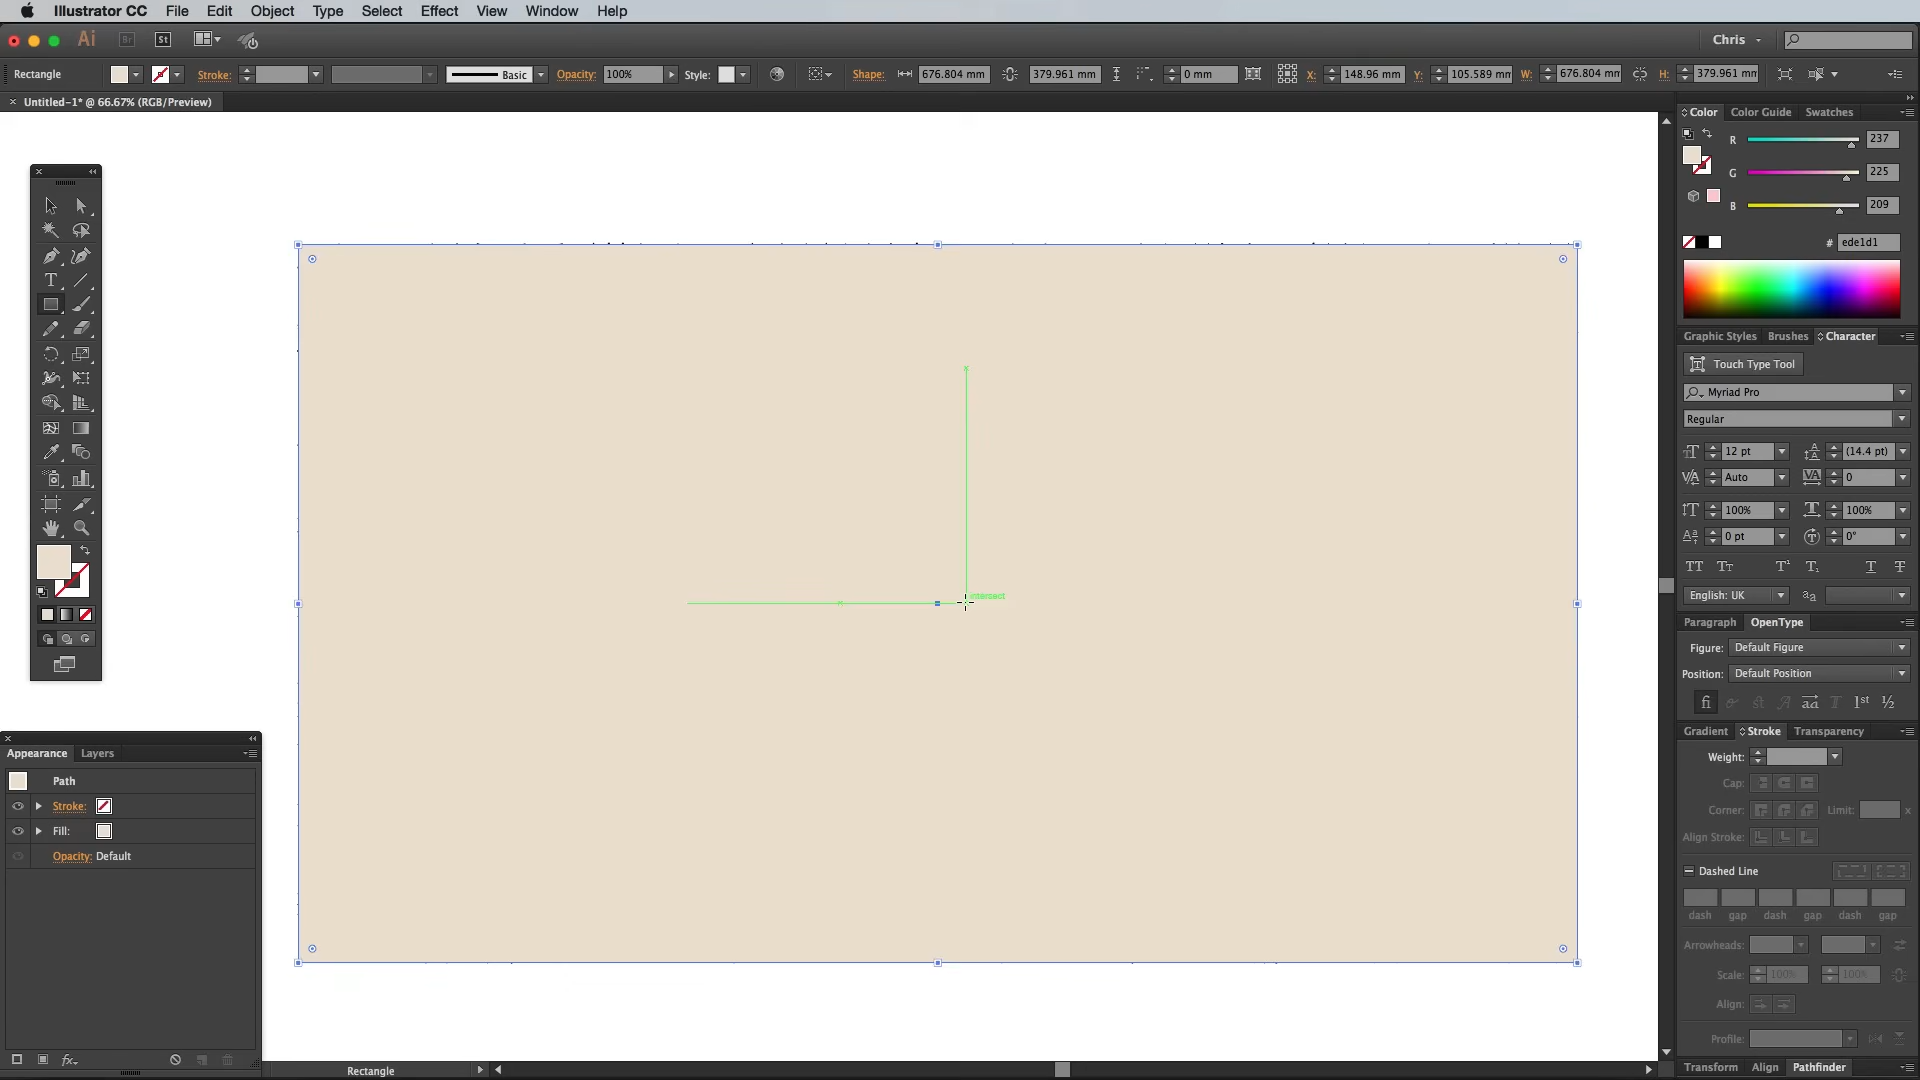 Illustrator CC File Edit Object Type Select Effect View Window Help
Ai Br St Chris
Rectangle Stroke: Basic Opacity: 100% Style: Shape: 676.804 mm 379.961 mm 0 mm X: 148.96 mm Y: 105.589 mm W: 676.804 mm H: 379.961 mm
× Untitled-1* @ 66.67% (RGB/Preview)
Color Color Guide Swatches
R 237
G 225
B 209
# ede1d1
Graphic Styles Brushes Character
Touch Type Tool
Myriad Pro
Regular
12 pt (14.4 pt)
Auto 0
100% 100%
0 pt 0°
English: UK
intersect
Paragraph OpenType
Figure: Default Figure
Position: Default Position
Gradient Stroke Transparency
Weight:
Cap:
Corner: Limit: x
Align Stroke:
Dashed Line
dash gap dash gap dash gap
Arrowheads:
Scale: 100% 100%
Align:
Profile:
Transform Align Pathfinder
Appearance Layers
Path
Stroke:
Fill:
Opacity: Default
fx
Rectangle